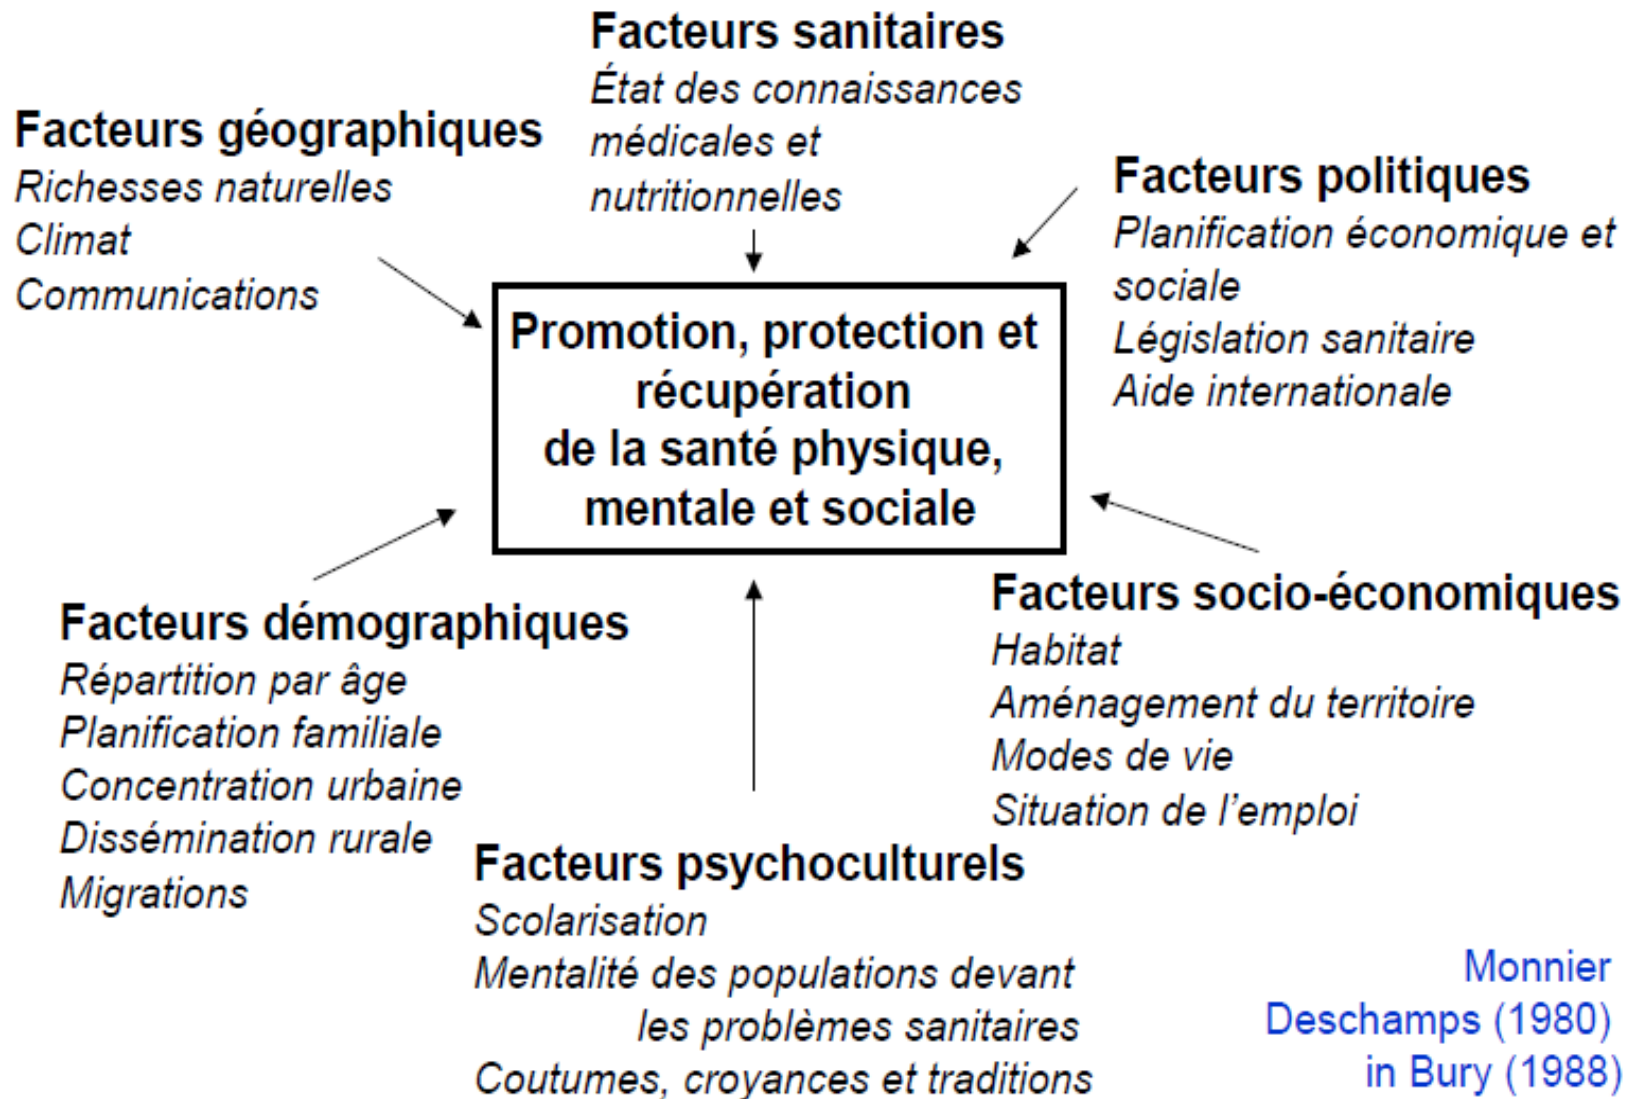 Facteurs sanitaires
État des connaissances
médicales et
nutritionnelles
Facteurs géographiques
Richesses naturelles
Climat
Communications
Facteurs politiques
Planification économique et
sociale
Législation sanitaire
Aide internationale
Promotion, protection et
récupération
de la santé physique,
mentale et sociale
Facteurs démographiques
Répartition par âge
Planification familiale
Concentration urbaine
Dissémination rurale
Migrations
Facteurs socio-économiques
Habitat
Aménagement du territoire
Modes de vie
Situation de l'emploi
Facteurs psychoculturels
Scolarisation
Mentalité des populations devant
les problèmes sanitaires
Coutumes, croyances et traditions
Monnier
Deschamps (1980)
in Bury (1988)